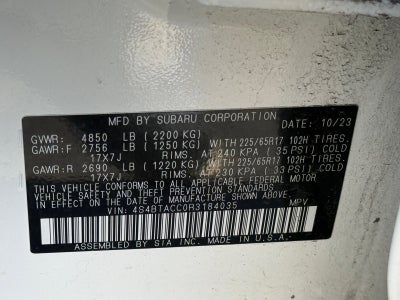 MFD BY SUBARU CORPORATION DATE: 10/23
GVWR: 4850 LB (2200 KG)
GAWR:F 2756 LB (1250 KG) WITH 225/65R17 102H TIRES.
17X7J RIMS. AT 240 KPA (35 PSI) COLD
GAWR:R 2690 LB (1220 KG) WITH 225/65R17 102H TIRES.
17X7J RIMS. AT 230 KPA (33 PSI) COLD
THIS VEHICLE CONFORMS TO ALL APPLICABLE FEDERAL MOTOR
VEHICLE SAFETY AND THEFT PREVENTION STANDARDS
IN EFFECT ON THE DATE OF MANUFACTURE SHOWN ABOVE.
VIN: 4S4BTACC0R3184035 MPV
ASSEMBLED BY SIA INC. MADE IN U.S.A.